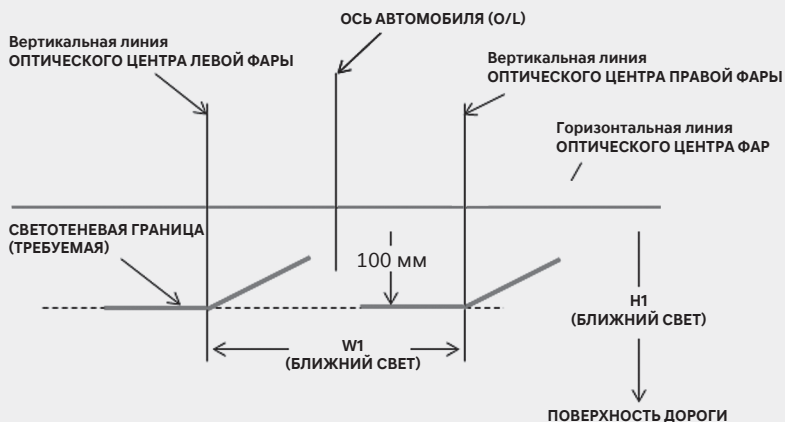 ОСЬ АВТОМОБИЛЯ (O/L)
Вертикальная линия
ОПТИЧЕСКОГО ЦЕНТРА ЛЕВОЙ ФАРЫ
Вертикальная линия
ОПТИЧЕСКОГО ЦЕНТРА ПРАВОЙ ФАРЫ
Горизонтальная линия
ОПТИЧЕСКОГО ЦЕНТРА ФАР
СВЕТОТЕНЕВАЯ ГРАНИЦА
(ТРЕБУЕМАЯ)
100 мм
H1
(БЛИЖНИЙ СВЕТ)
W1
(БЛИЖНИЙ СВЕТ)
ПОВЕРХНОСТЬ ДОРОГИ